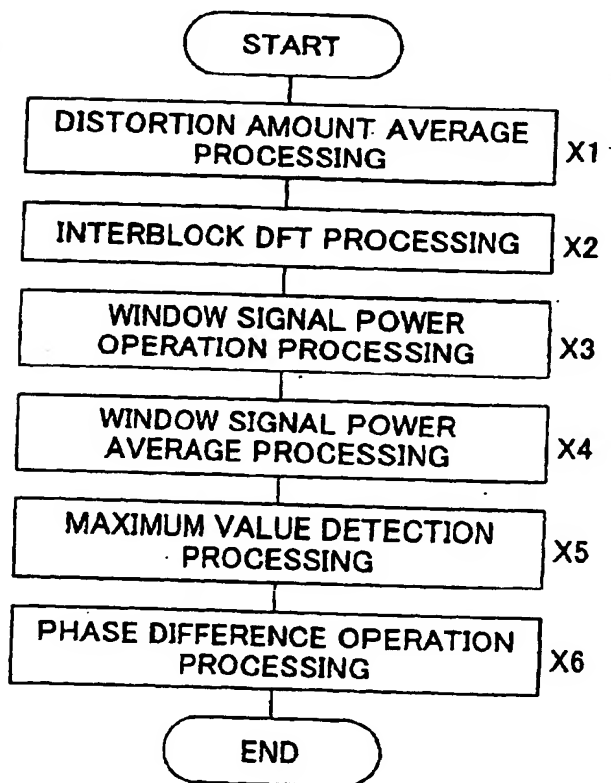 START
DISTORTION AMOUNT AVERAGE
PROCESSING
X1
INTERBLOCK DFT PROCESSING
X2
WINDOW SIGNAL POWER
OPERATION PROCESSING
X3
WINDOW SIGNAL POWER
AVERAGE PROCESSING
X4
MAXIMUM VALUE DETECTION
PROCESSING
X5
PHASE DIFFERENCE OPERATION
PROCESSING
X6
END